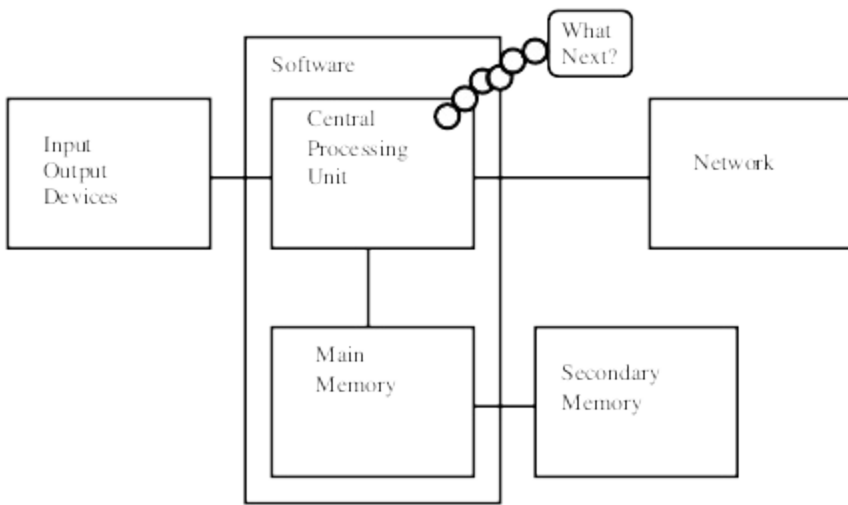 What
Next?
Software
Input
Output
Devices
Central
Processing
Unit
Network
Main
Memory
Secondary
Memory